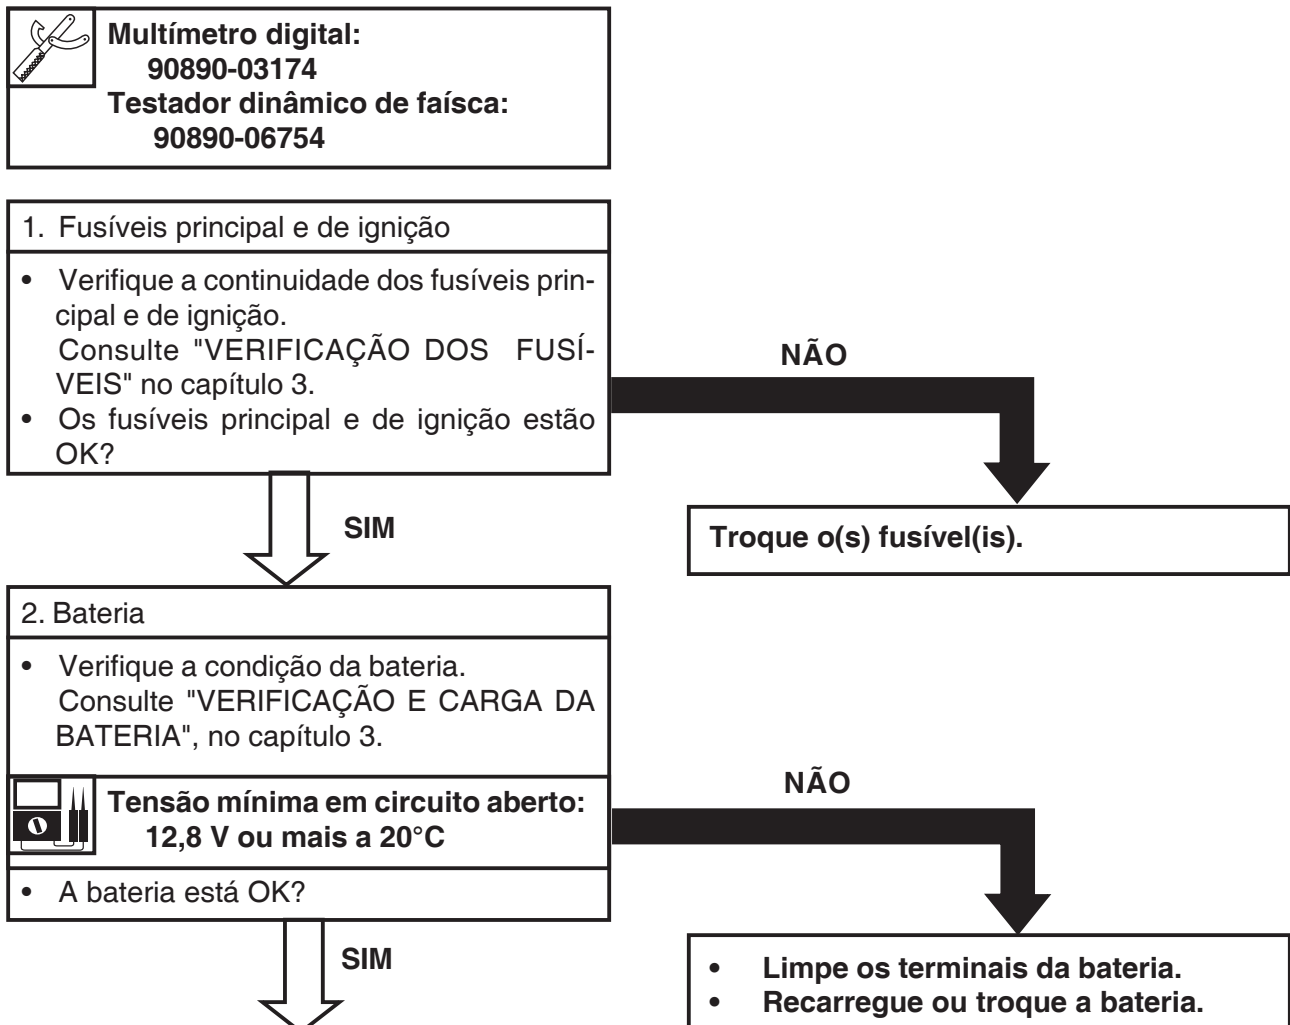 Multímetro digital:
90890-03174
Testador dinâmico de faísca:
90890-06754
1. Fusíveis principal e de ignição
• Verifique a continuidade dos fusíveis prin-
cipal e de ignição.
Consulte "VERIFICAÇÃO DOS FUSÍ-
VEIS" no capítulo 3.
• Os fusíveis principal e de ignição estão
OK?
NÃO
SIM
Troque o(s) fusível(is).
2. Bateria
• Verifique a condição da bateria.
Consulte "VERIFICAÇÃO E CARGA DA
BATERIA", no capítulo 3.
Tensão mínima em circuito aberto:
12,8 V ou mais a 20°C
• A bateria está OK?
NÃO
SIM
• Limpe os terminais da bateria.
• Recarregue ou troque a bateria.